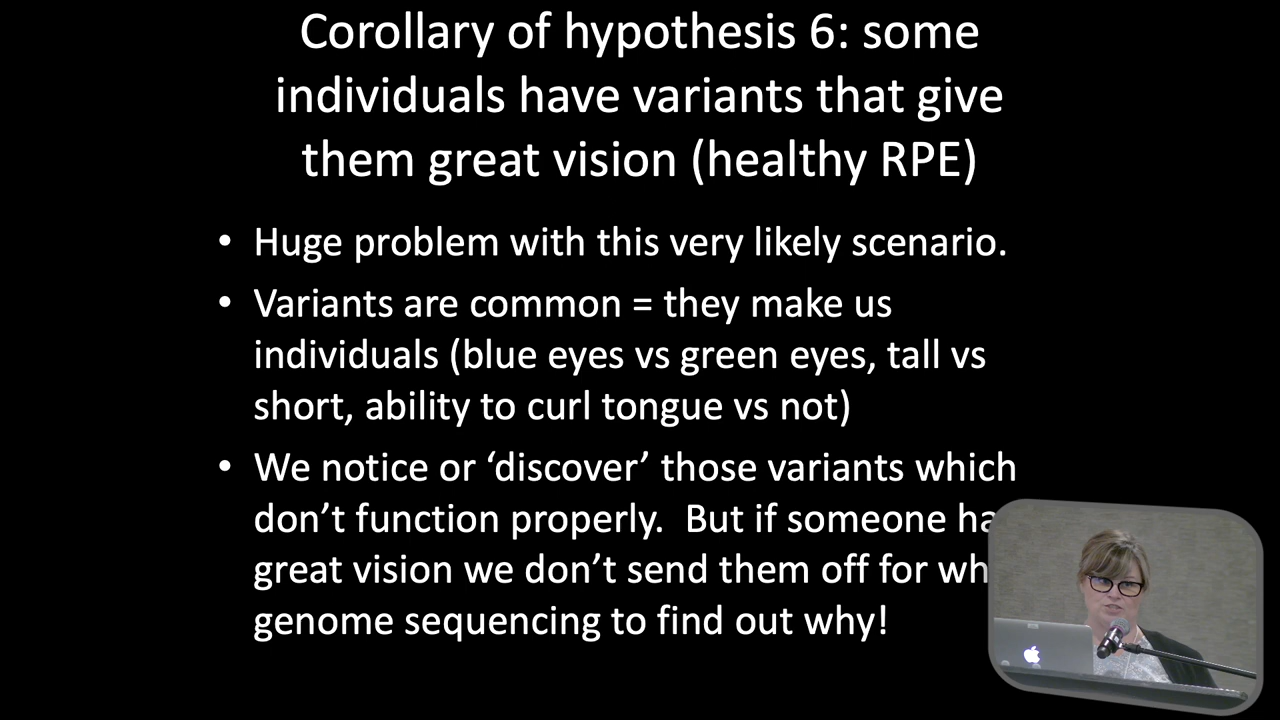 Corollary of hypothesis 6: some
individuals have variants that give
them great vision (healthy RPE)
• Huge problem with this very likely scenario.
• Variants are common = they make us
individuals (blue eyes vs green eyes, tall vs
short, ability to curl tongue vs not)
• We notice or ‘discover’ those variants which
don’t function properly.  But if someone
great vision we don’t send them off for
genome sequencing to find out why!